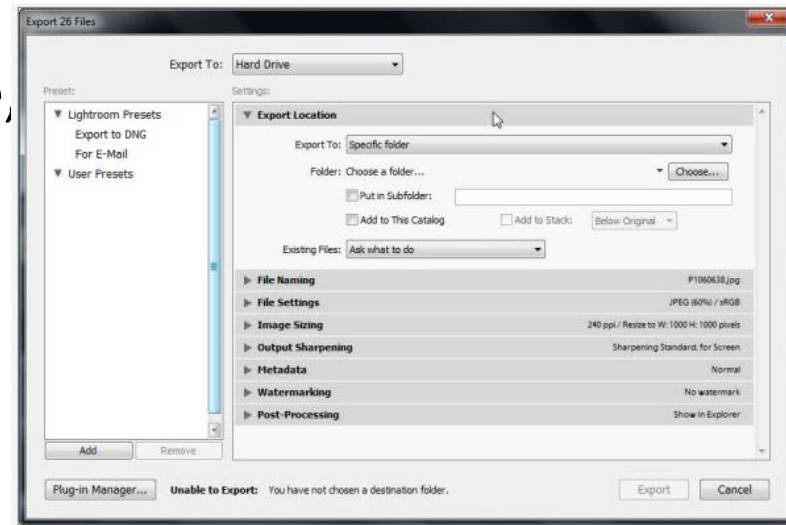 Export 26 Files
Export To: Hard Drive
Preset:
Settings:
Lightroom Presets
Export to DNG
For E-Mail
User Presets
Add Remove
Export Location
Export To: Specific folder
Folder: Choose a folder... Choose...
Put in Subfolder:
Add to This Catalog Add to Stack: Below Original
Existing Files: Ask what to do
File Naming P1060638.jpg
File Settings JPEG (60%) / sRGB
Image Sizing 240 ppi / Resize to W: 1000 H: 1000 pixels
Output Sharpening Sharpening Standard, for Screen
Metadata Normal
Watermarking No watermark
Post-Processing Show in Explorer
Plug-in Manager... Unable to Export: You have not chosen a destination folder. Export Cancel